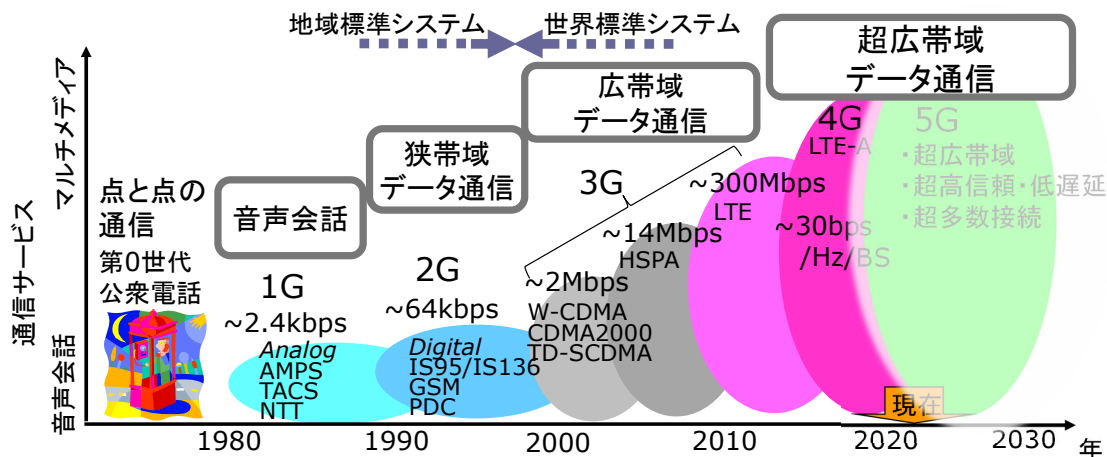 地域標準システム
世界標準システム
超広帯域
データ通信
広帯域
データ通信
狭帯域
データ通信
音声会話
マルチメディア
通信サービス
音声会話
点と点の
通信
第0世代
公衆電話
1G
~2.4kbps
Analog
AMPS
TACS
NTT
2G
~64kbps
Digital
IS95/IS136
GSM
PDC
3G
~2Mbps
W-CDMA
CDMA2000
TD-SCDMA
~14Mbps
HSPA
~300Mbps
LTE
4G
LTE-A
~30bps
/Hz/BS
5G
・超広帯域
・超高信頼・低遅延
・超多数接続
現在
1980
1990
2000
2010
2020
2030
年